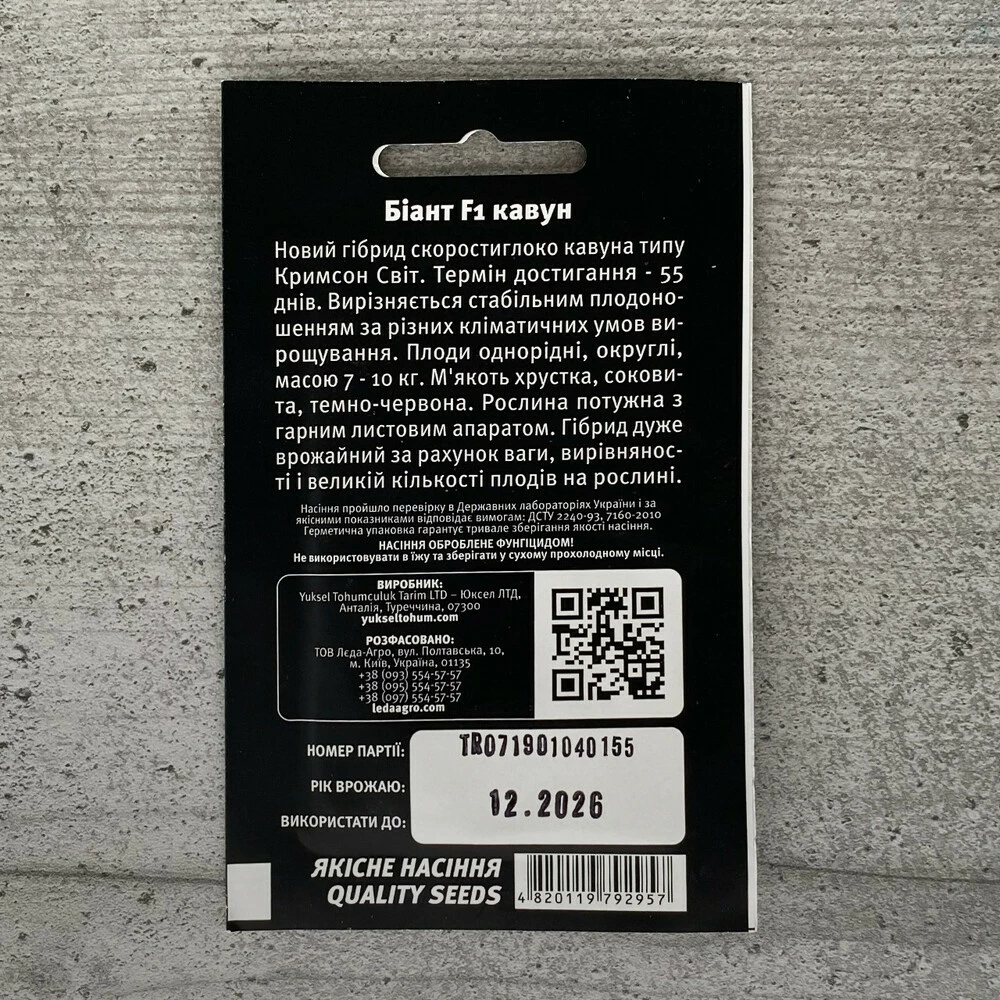 Біант F1 кавун
Новий гібрид скоростиглоко кавуна типу
Кримсон Світ. Термін достигання - 55
днів. Вирізняється стабільним плодоно-
шенням за різних кліматичних умов ви-
рощування. Плоди однорідні, округлі,
масою 7 - 10 кг. М'якоть хрустка, сокови-
та, темно-червона. Рослина потужна з
гарним листовим апаратом. Гібрид дуже
врожайний за рахунок ваги, вирівнянос-
ті і великій кількості плодів на рослині.
Насіння пройшло перевірку в Державних лабораторіях України і за
якісними показниками відповідає вимогам: ДСТУ 2240-93, 7160-2010
Герметична упаковка гарантує тривале зберігання якості насіння.
НАСІННЯ ОБРОБЛЕНЕ ФУНГІЦИДОМ!
Не використовувати в їжу та зберігати у сухому прохолодному місці.
ВИРОБНИК:
Yuksel Tohumculuk Tarim LTD – Юксел ЛТД,
Анталія, Туреччина, 07300
yukseltohum.com
РОЗФАСОВАНО:
ТОВ Лєда-Агро, вул. Полтавська, 10,
м. Київ, Україна, 01135
+38 (093) 554-57-57
+38 (095) 554-57-57
+38 (097) 554-57-57
ledaagro.com
НОМЕР ПАРТІЇ: TR071901040155
РІК ВРОЖАЮ:
12.2026
ВИКОРИСТАТИ ДО:
ЯКІСНЕ НАСІННЯ
QUALITY SEEDS
4 820119 792957